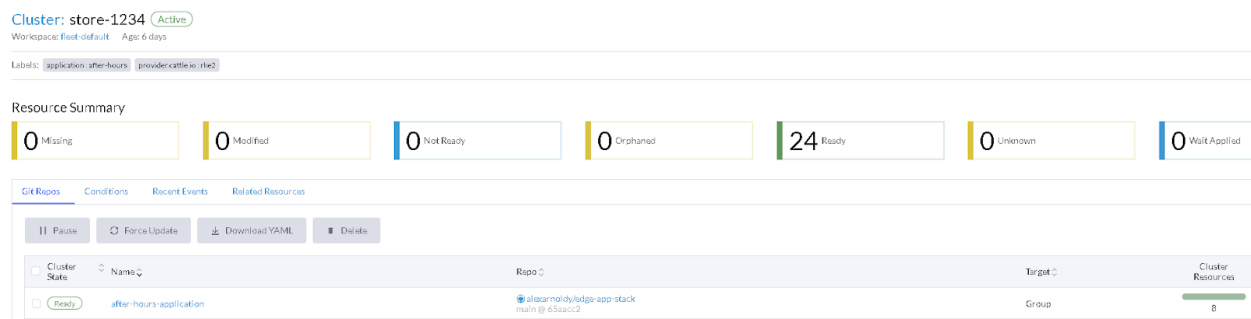 Cluster: store-1234 Active
Workspace: fleet-default Age: 6 days
Labels: application : after-hours provider.cattle.io : rke2
Resource Summary
0 Missing 0 Modified 0 Not Ready 0 Orphaned 24 Ready 0 Unknown 0 Wait Applied
Git Repos Conditions Recent Events Related Resources
Pause Force Update Download YAML Delete
Cluster State Name Repo Target Cluster Resources
Ready after-hours-application alexarnoldy/edge-app-stack Group 8
main @ 65aacc2